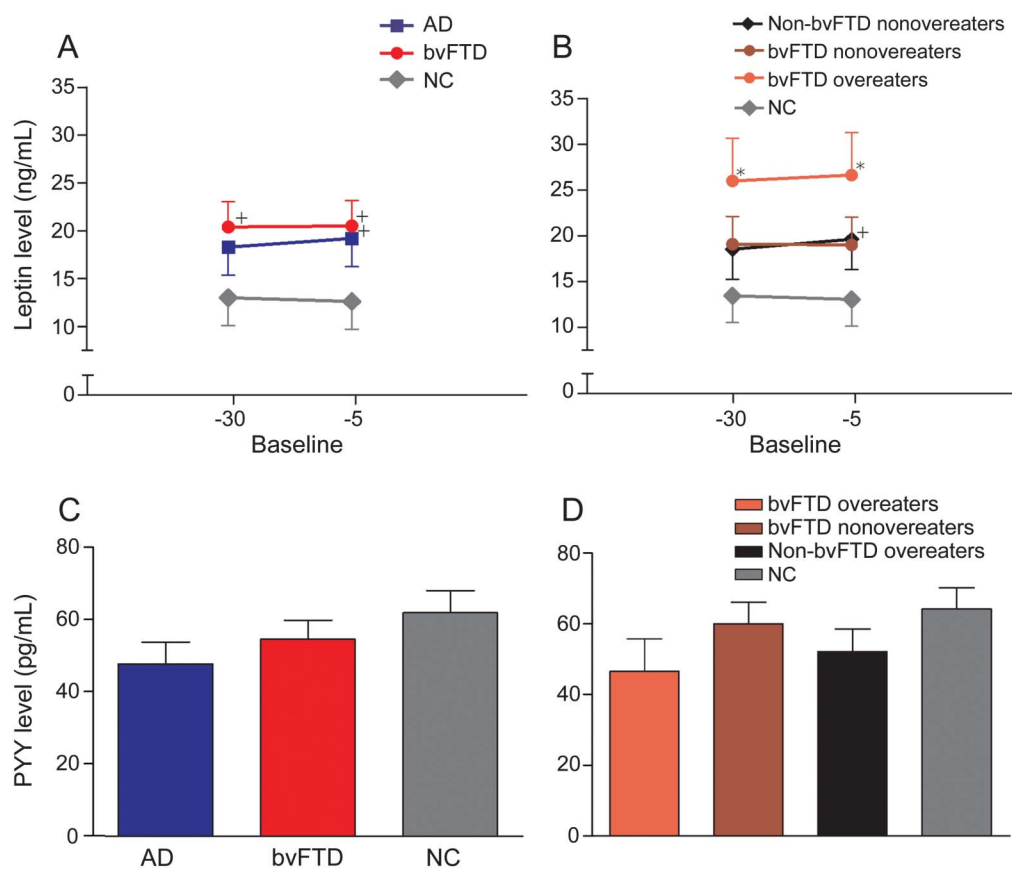 A
AD
bvFTD
NC
Leptin level (ng/mL)
35
30
25
20
15
10
0
+
+
+
-30
-5
Baseline
B
Non-bvFTD nonovereaters
bvFTD nonovereaters
bvFTD overeaters
NC
35
30
25
20
15
10
0
*
*
+
-30
-5
Baseline
C
PYY level (pg/mL)
80
60
40
20
0
AD
bvFTD
NC
D
bvFTD overeaters
bvFTD nonovereaters
Non-bvFTD overeaters
NC
80
60
40
20
0